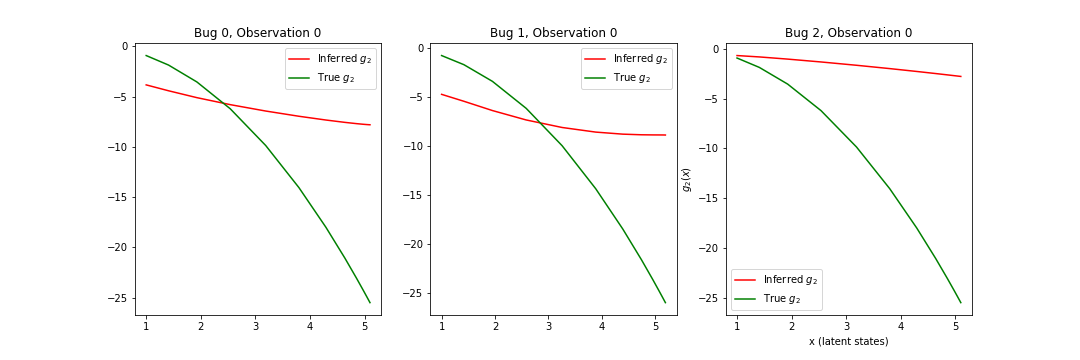 Bug 0, Observation 0
Inferred g₂
True g₂
0
−5
−10
−15
−20
−25
1 2 3 4 5
Bug 1, Observation 0
Inferred g₂
True g₂
0
−5
−10
−15
−20
−25
1 2 3 4 5
Bug 2, Observation 0
g₂(x)
0
−5
−10
−15
−20
−25
Inferred g₂
True g₂
1 2 3 4 5
x (latent states)